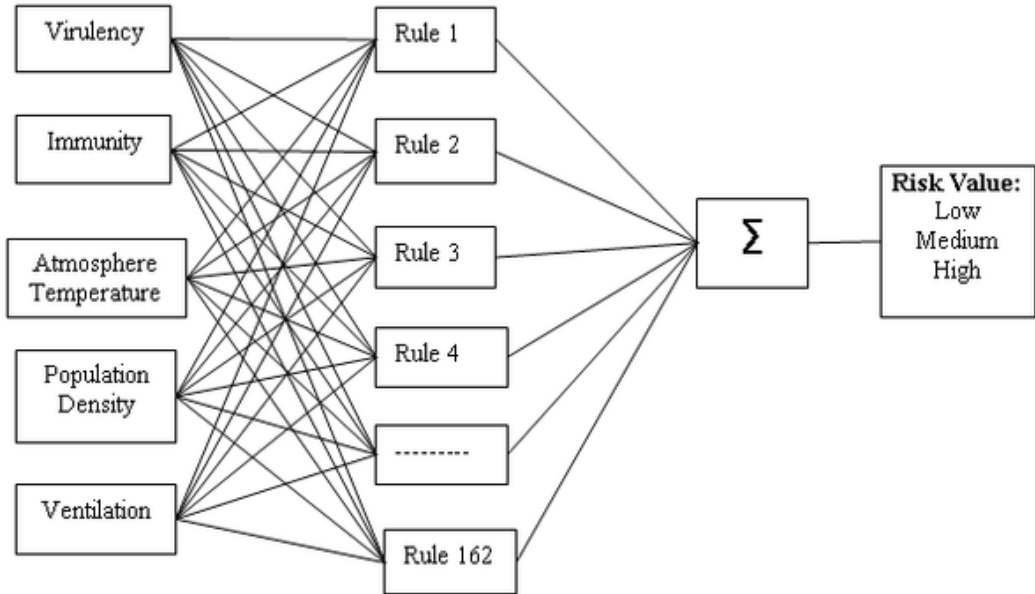 Virulency
Immunity
Atmosphere
Temperature
Population
Density
Ventilation
Rule 1
Rule 2
Rule 3
Rule 4
---------
Rule 162
Σ
Risk Value:
Low
Medium
High